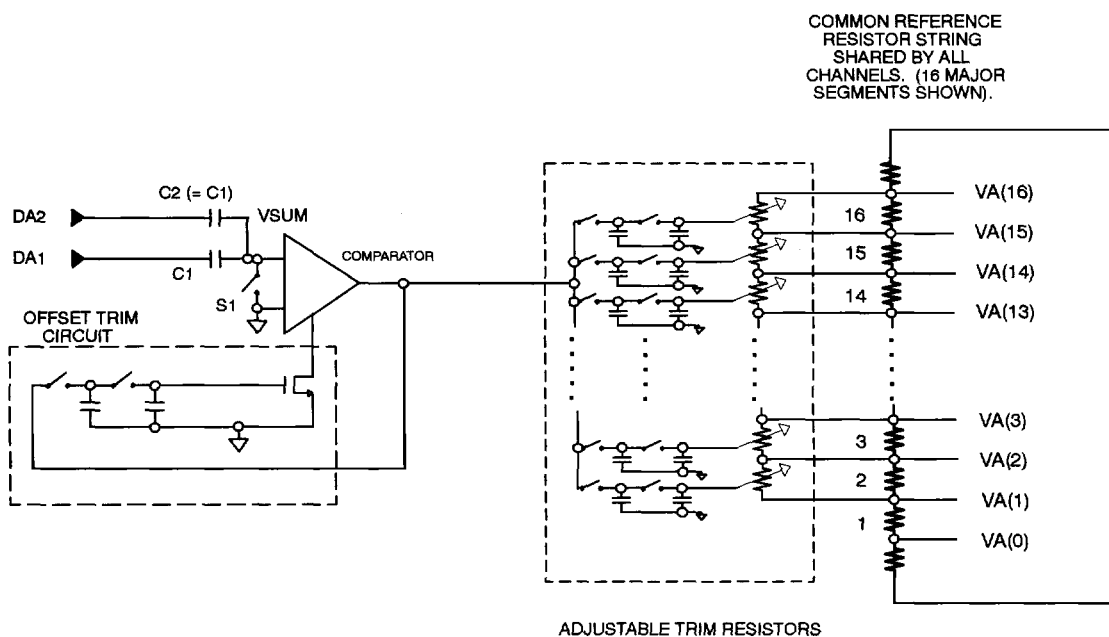 COMMON REFERENCE
RESISTOR STRING
SHARED BY ALL
CHANNELS. (16 MAJOR
SEGMENTS SHOWN).
C2 (= C1)
DA2
VSUM
DA1
C1
COMPARATOR
S1
OFFSET TRIM
CIRCUIT
16
VA(16)
15
VA(15)
14
VA(14)
VA(13)
3
VA(3)
2
VA(2)
1
VA(1)
VA(0)
ADJUSTABLE TRIM RESISTORS